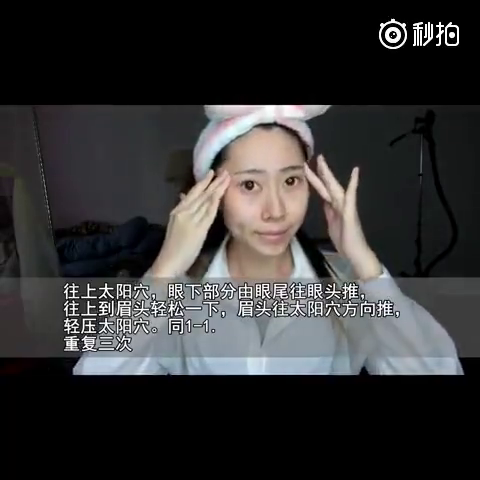 秒拍
往上太阳穴，眼下部分由眼尾往眼头推，
往上到眉头轻松一下，眉头往太阳穴方向推，
轻压太阳穴。同1-1.
重复三次